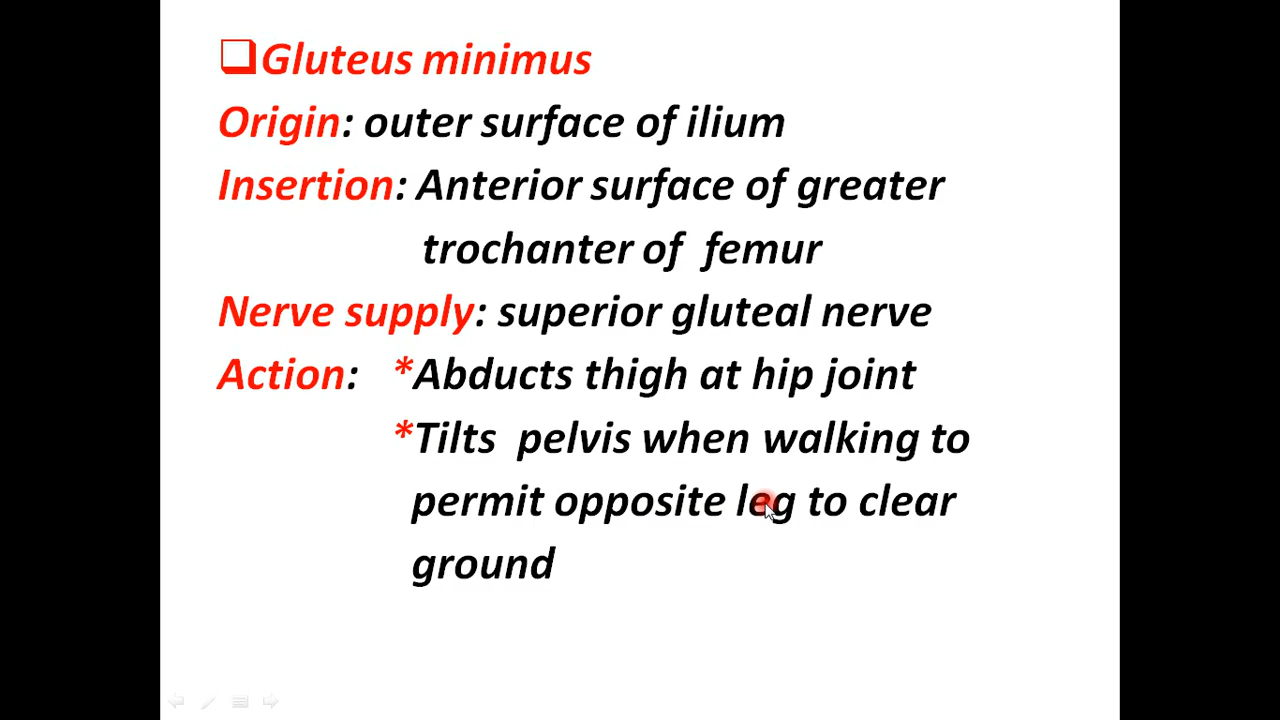 Gluteus minimus
Origin: outer surface of ilium
Insertion: Anterior surface of greater
trochanter of femur
Nerve supply: superior gluteal nerve
Action: *Abducts thigh at hip joint
*Tilts pelvis when walking to
permit opposite leg to clear
ground